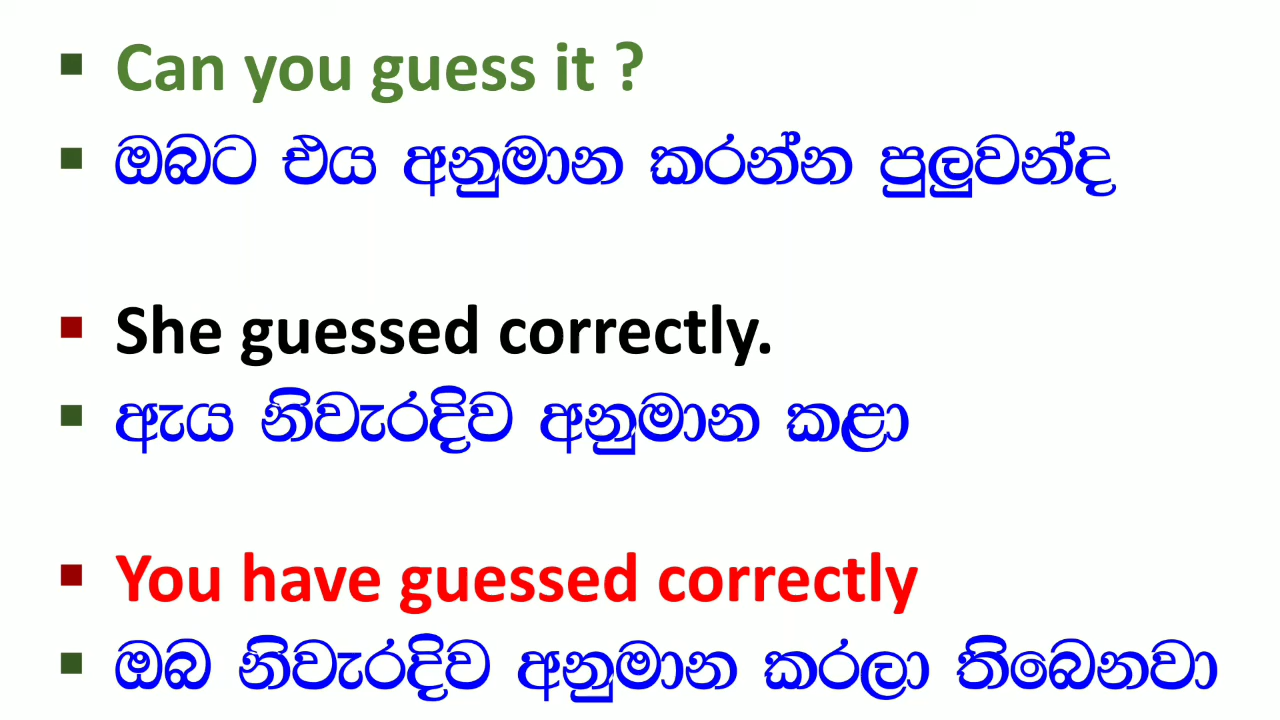 Can you guess it ?
ඔබට එය අනුමාන කරන්න පුලුවන්ද
She guessed correctly.
ඇය නිවැරදිව අනුමාන කළා
You have guessed correctly
ඔබ නිවැරදිව අනුමාන කරලා තිබෙනවා